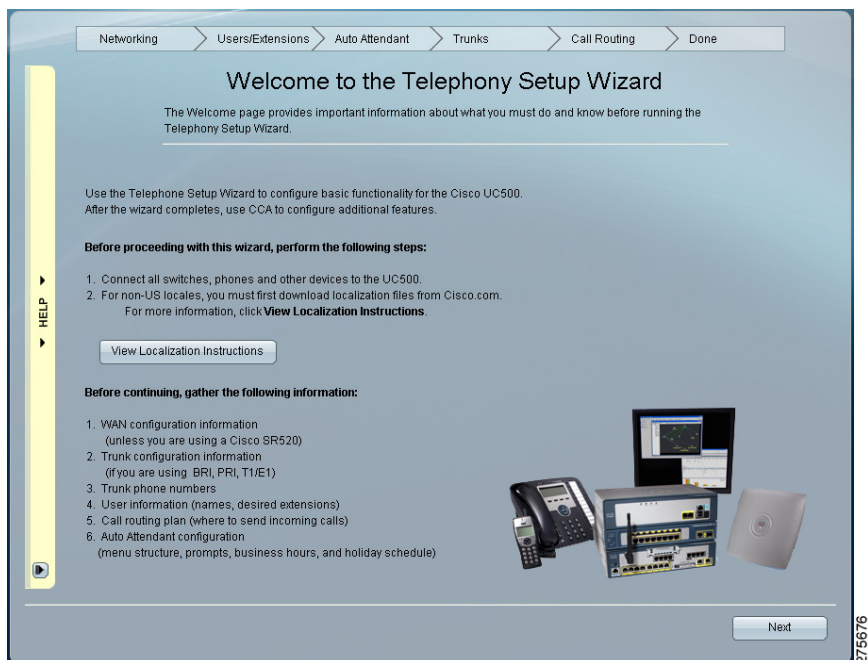 Networking
Users/Extensions
Auto Attendant
Trunks
Call Routing
Done
Welcome to the Telephony Setup Wizard
The Welcome page provides important information about what you must do and know before running the
Telephony Setup Wizard.
Use the Telephone Setup Wizard to configure basic functionality for the Cisco UC500.
After the wizard completes, use CCA to configure additional features.
Before proceeding with this wizard, perform the following steps:
1. Connect all switches, phones and other devices to the UC500.
2. For non-US locales, you must first download localization files from Cisco.com.
For more information, click View Localization Instructions.
HELP
View Localization Instructions
Before continuing, gather the following information:
1. WAN configuration information
(unless you are using a Cisco SR520)
2. Trunk configuration information
(if you are using BRI, PRI, T1/E1)
3. Trunk phone numbers
4. User information (names, desired extensions)
5. Call routing plan (where to send incoming calls)
6. Auto Attendant configuration
(menu structure, prompts, business hours, and holiday schedule)
Next
275676